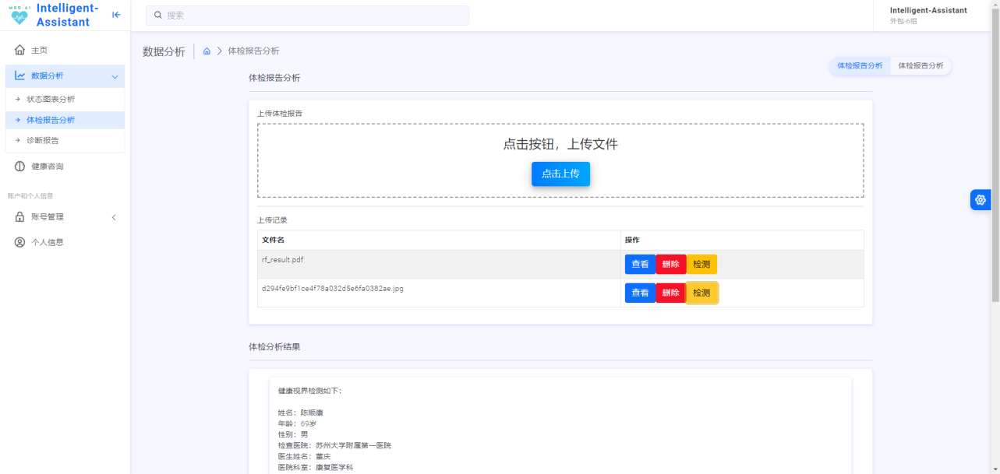 MED-AI
Intelligent-
Assistant
搜索
Intelligent-Assistant
外包-6组
主页
数据分析
状态图表分析
体检报告分析
诊断报告
健康咨询
账户和个人信息
账号管理
个人信息
数据分析
体检报告分析
体检报告分析 体检报告分析
体检报告分析
上传体检报告
点击按钮，上传文件
点击上传
上传记录
文件名 操作
rf_result.pdf 查看 删除 检测
d294fe9bf1ce4f78a032d5e6fa0382ae.jpg 查看 删除 检测
体检分析结果
健康视界检测如下：
姓名：陈顺康
年龄：69岁
性别：男
检查医院：苏州大学附属第一医院
医生姓名：董庆
医院科室：康复医学科